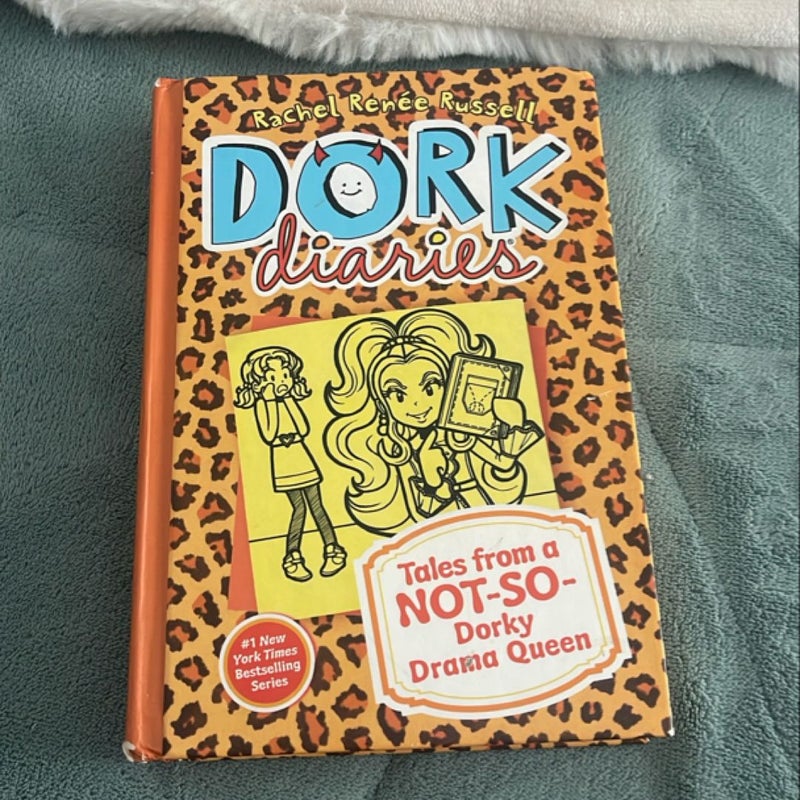 Rachel Renée Russell
DORK
diaries®
Tales from a
NOT-SO-
Dorky
Drama Queen
#1 New
York Times
Bestselling
Series